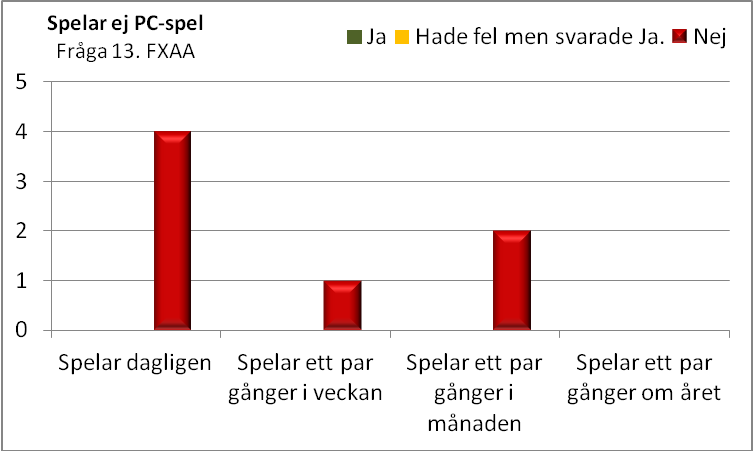 Spelar ej PC-spel
Fråga 13. FXAA
Ja
Hade fel men svarade Ja.
Nej
5
4
3
2
1
0
Spelar dagligen
Spelar ett par
gånger i veckan
Spelar ett par
gånger i
månaden
Spelar ett par
gånger om året